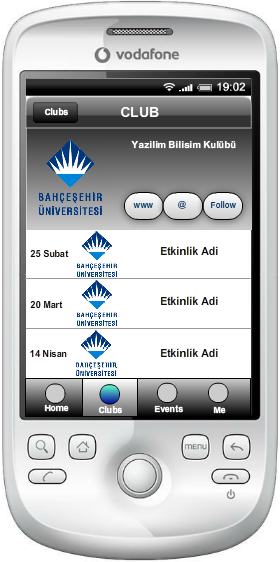 vodafone
19:02
Clubs
CLUB
Yazilim Bilisim Kulübü
BAHÇEŞEHİR
ÜNİVERSİTESİ
www
@
Follow
25 Subat
BAHÇEŞEHİR
ÜNİVERSİTESİ
Etkinlik Adi
20 Mart
BAHÇEŞEHİR
ÜNİVERSİTESİ
Etkinlik Adi
14 Nisan
BAHÇEŞEHİR
ÜNİVERSİTESİ
Etkinlik Adi
Home
Clubs
Events
Me
MENU